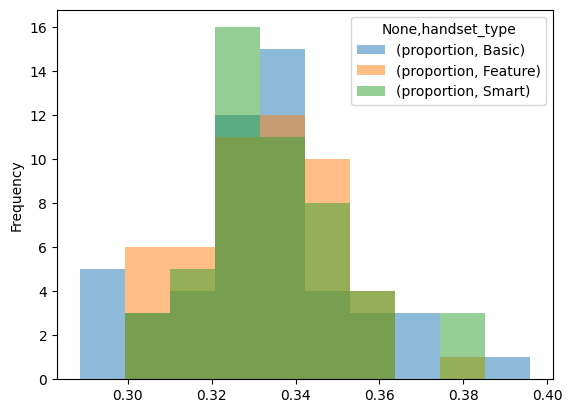 None,handset_type
(proportion, Basic)
(proportion, Feature)
(proportion, Smart)
Frequency
16
14
12
10
8
6
4
2
0
0.30 0.32 0.34 0.36 0.38 0.40